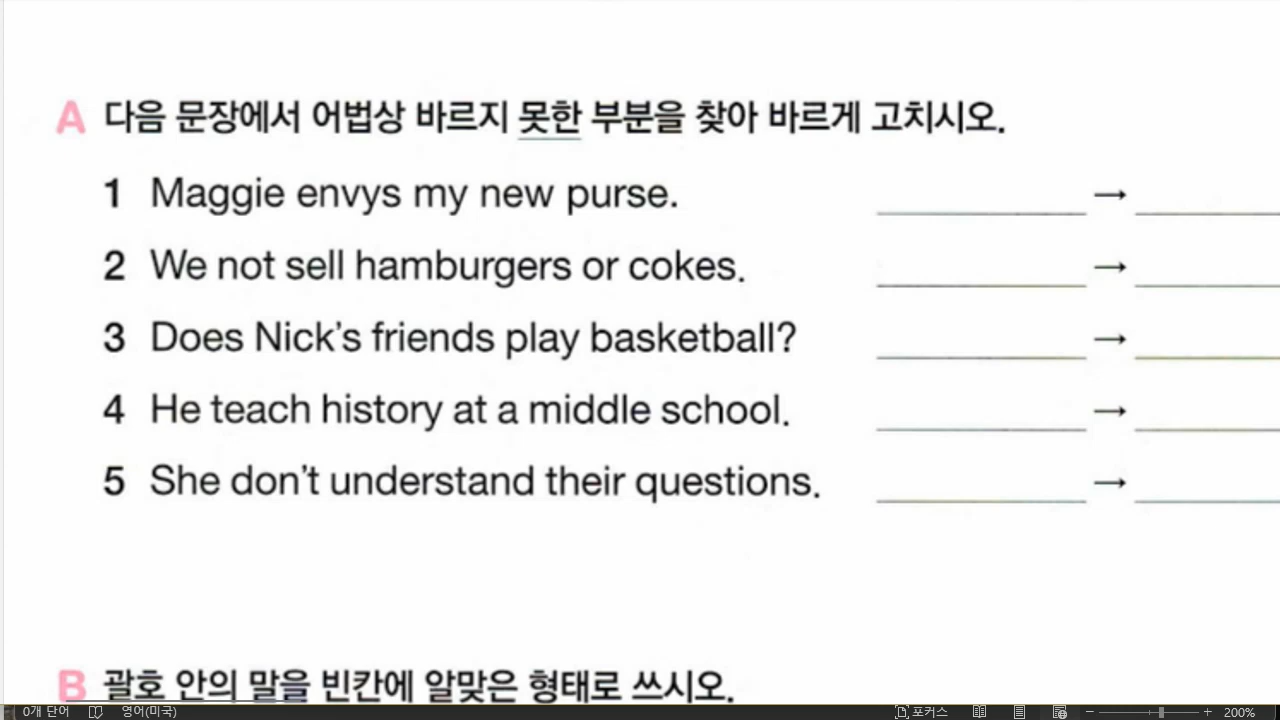 A 다음 문장에서 어법상 바르지 못한 부분을 찾아 바르게 고치시오.
1 Maggie envys my new purse. →
2 We not sell hamburgers or cokes. →
3 Does Nick's friends play basketball? →
4 He teach history at a middle school. →
5 She don't understand their questions. →
B 괄호 안의 말을 빈칸에 알맞은 형태로 쓰시오.
0개 단어 영어(미국) 포커스 200%